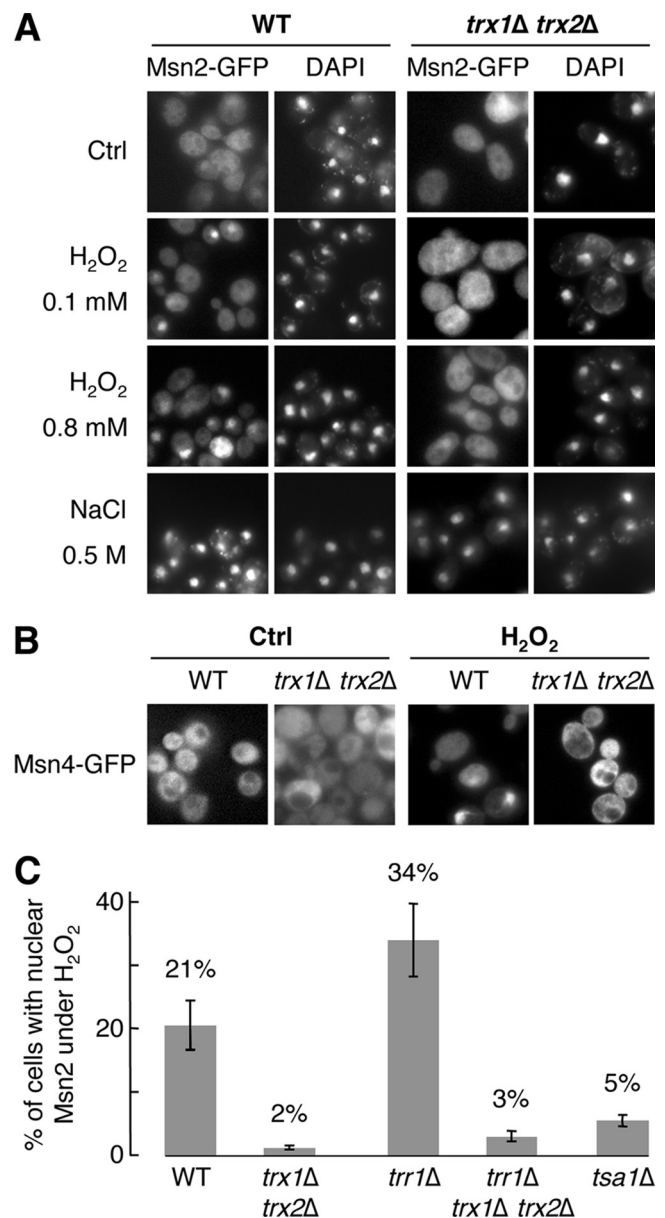 A
WT
trx1Δ trx2Δ
Msn2-GFP DAPI Msn2-GFP DAPI
Ctrl
H₂O₂
0.1 mM
H₂O₂
0.8 mM
NaCl
0.5 M
B
Ctrl
H₂O₂
WT trx1Δ trx2Δ WT trx1Δ trx2Δ
Msn4-GFP
C
% of cells with nuclear
Msn2 under H₂O₂
40
20
0
21%
2%
34%
3%
5%
WT
trx1Δ
trx2Δ
trr1Δ
trr1Δ
trx1Δ trx2Δ
tsa1Δ